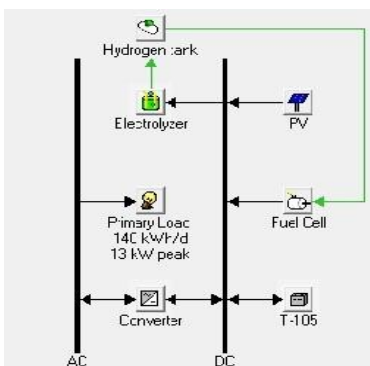 Hydrogen tank
Electrolyzer
PV
Primary Load
140 kWh/d
13 kW peak
Fuel Cell
Converter
T-105
AC
DC